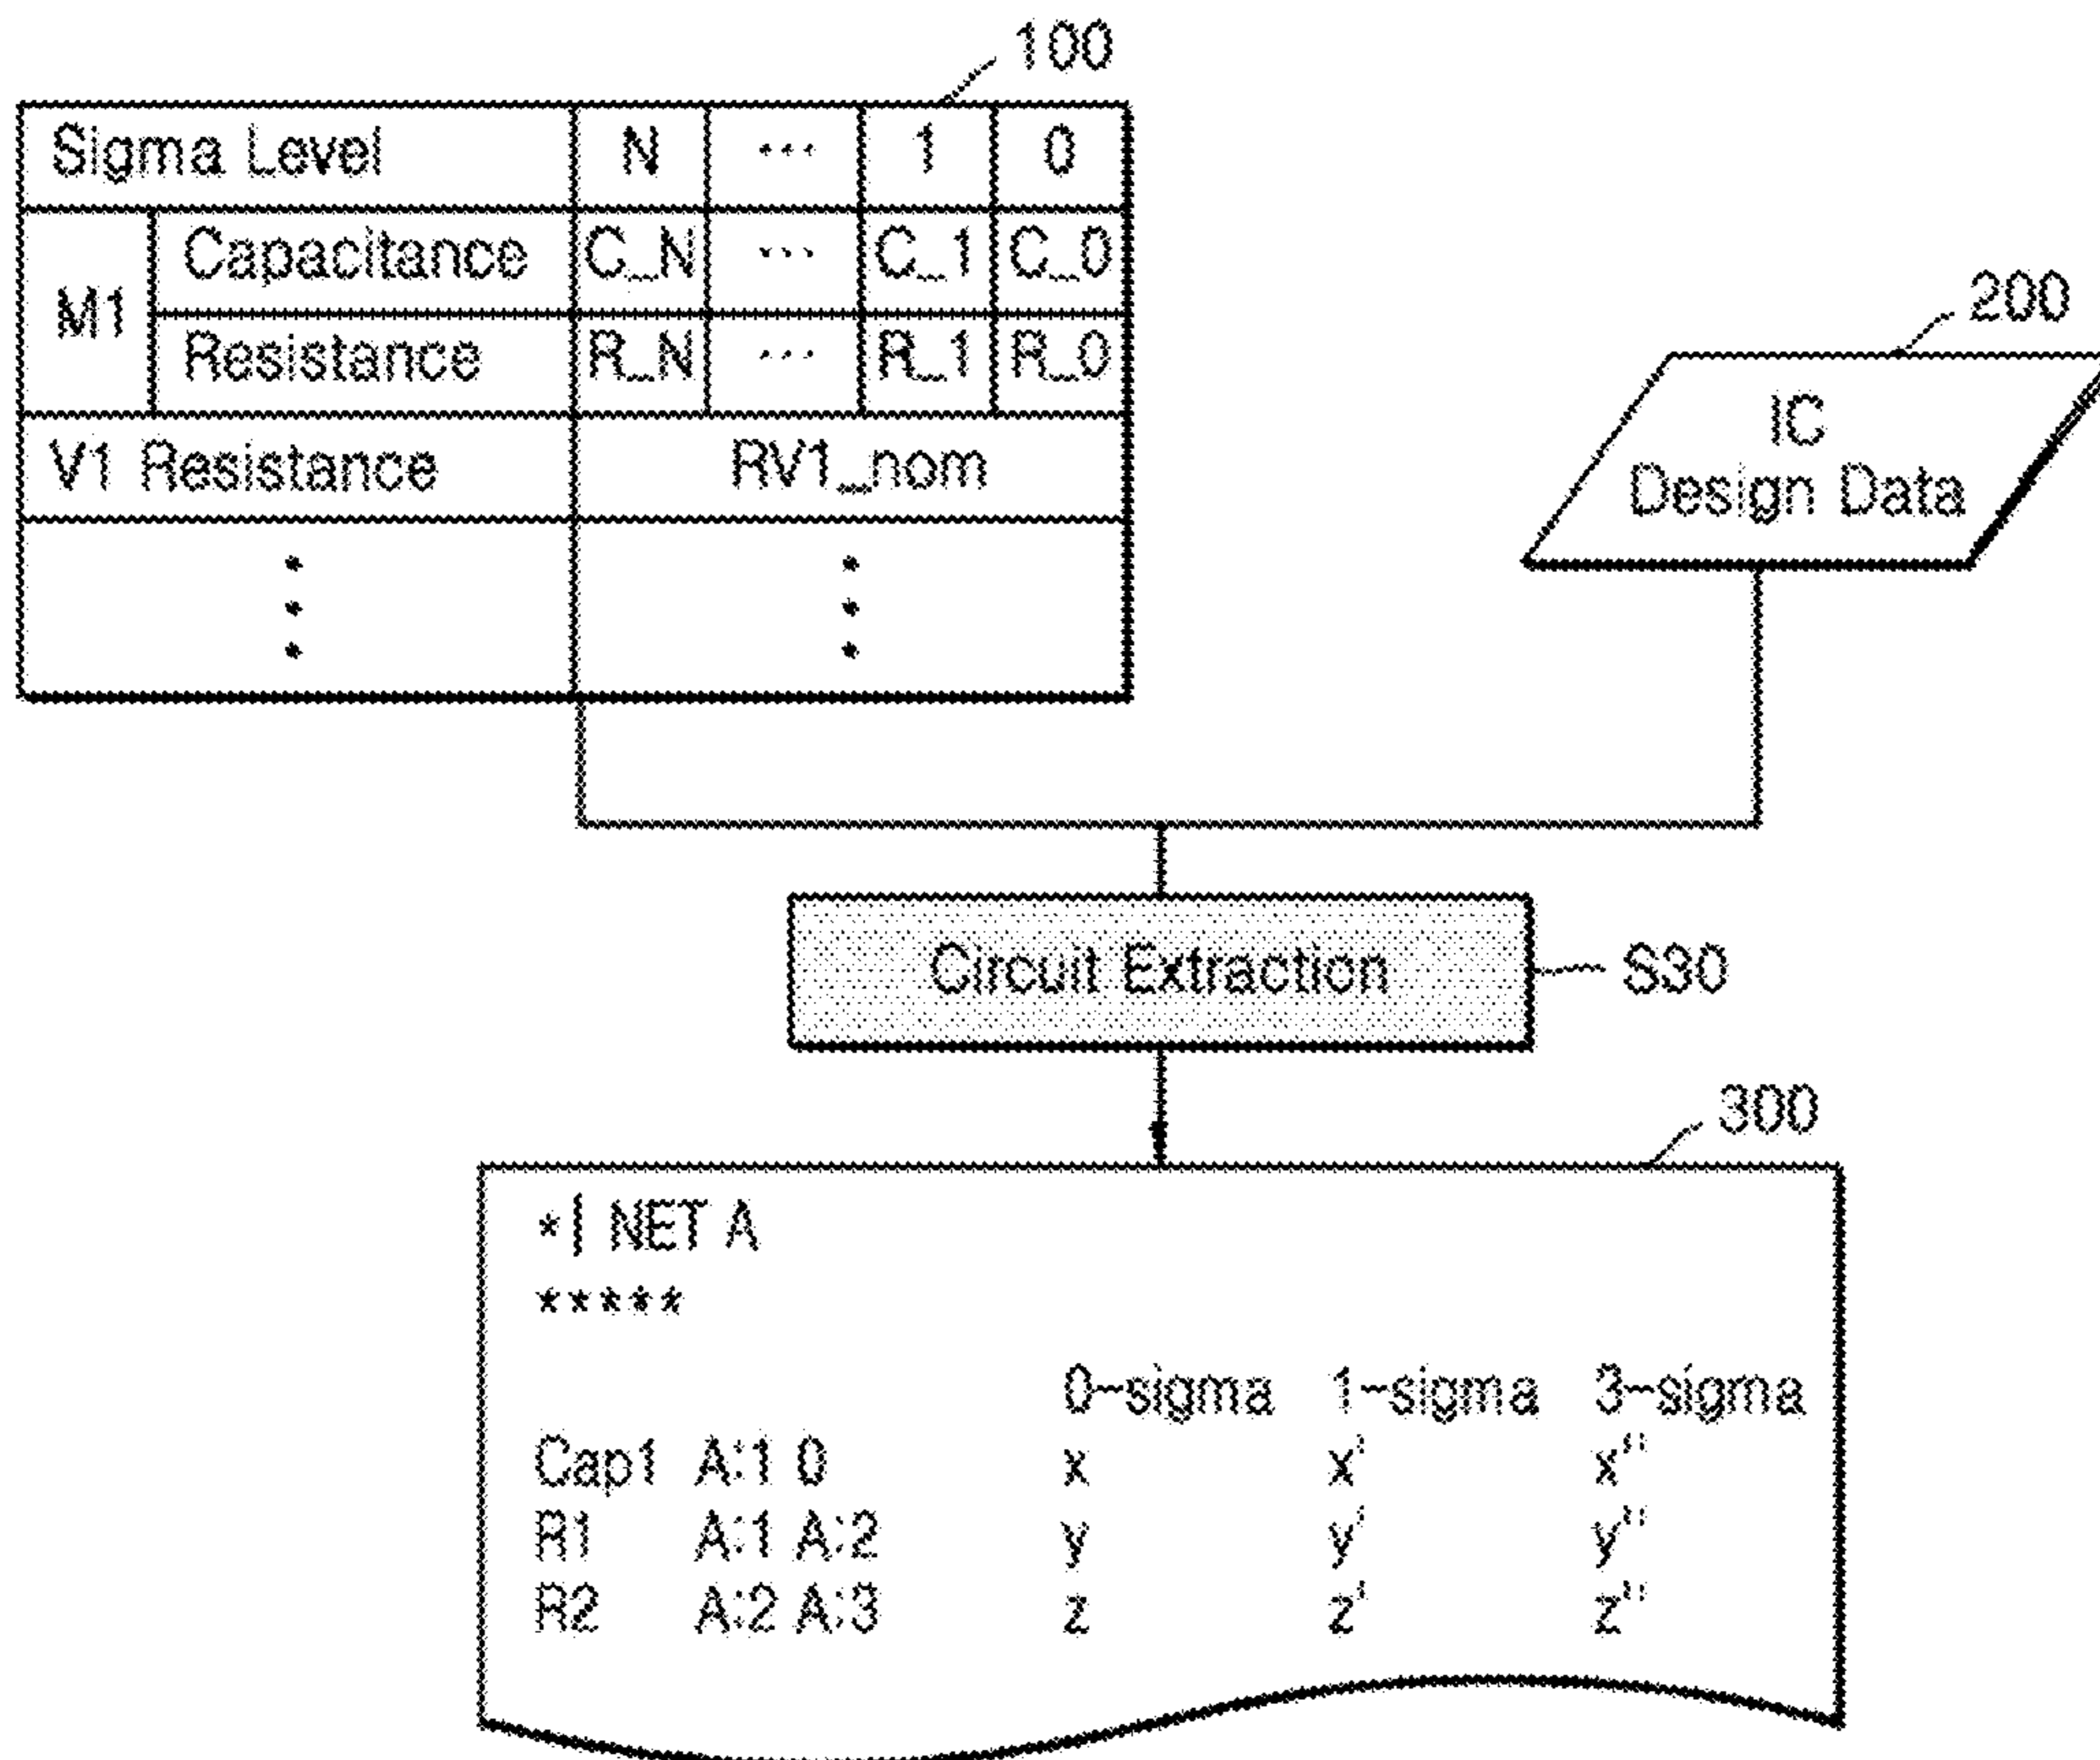 100
Sigma Level N ... 1 0
M1 Capacitance C_N ... C_1 C_0
Resistance R_N ... R_1 R_0
V1 Resistance RV1_nom
200
IC
Design Data
Circuit Extraction S30
300
*| NET A
*****
0-sigma 1-sigma 3-sigma
Cap1 A:1 0 x x' x"
R1 A:1 A:2 y y' y"
R2 A:2 A:3 z z' z"